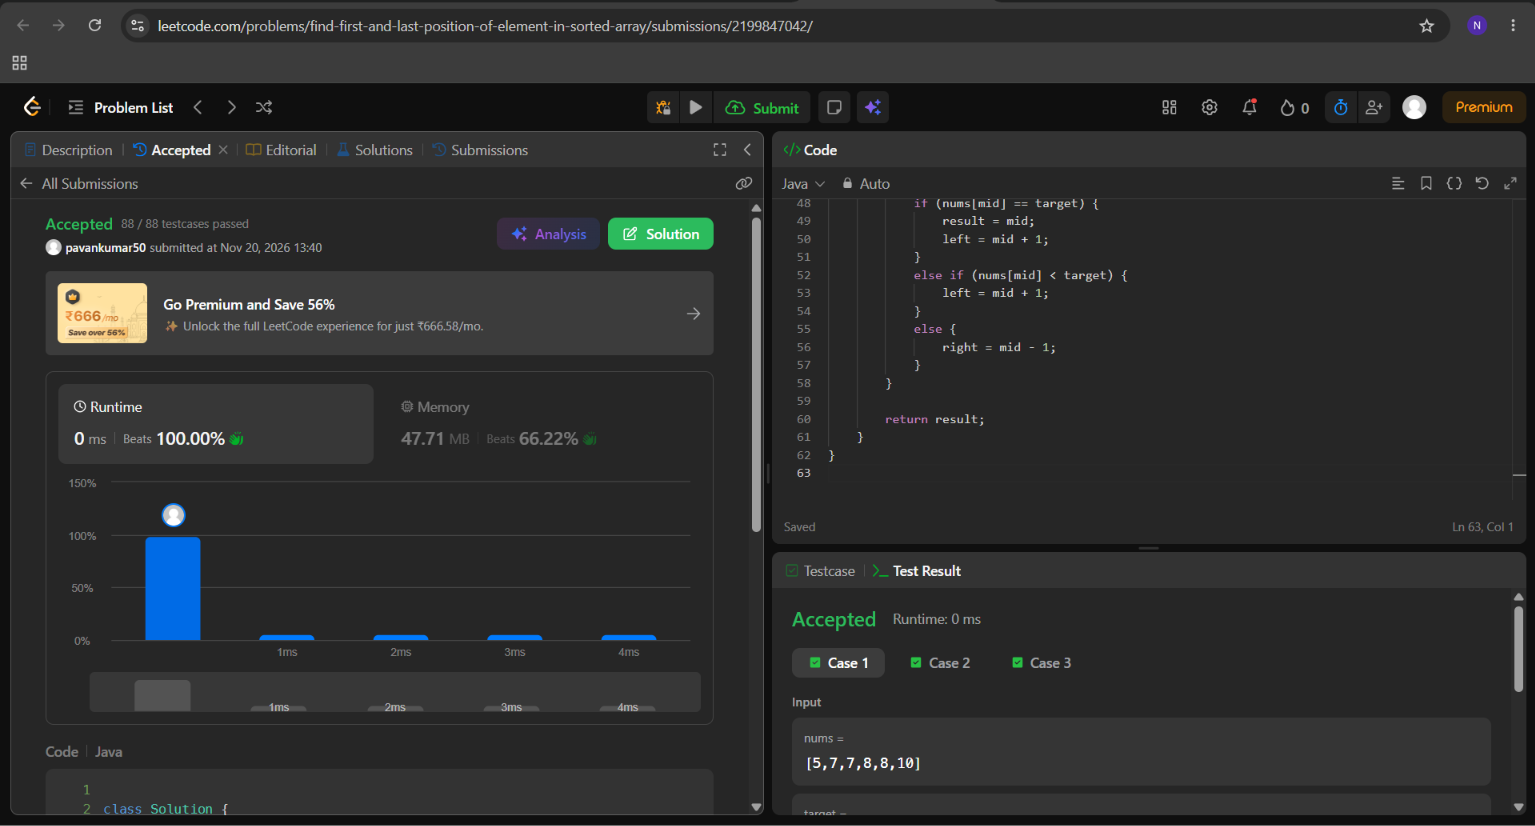 leetcode.com/problems/find-first-and-last-position-of-element-in-sorted-array/submissions/2199847042/
N
Problem List
Submit
0
Premium
Description
Accepted
Editorial
Solutions
Submissions
All Submissions
Accepted 88 / 88 testcases passed
pavankumar50 submitted at Nov 20, 2026 13:40
Analysis
Solution
₹666 /mo
Save over 56%
Go Premium and Save 56%
Unlock the full LeetCode experience for just ₹666.58/mo.
Runtime
0 ms Beats 100.00%
Memory
47.71 MB Beats 66.22%
150%
100%
50%
0%
1ms 2ms 3ms 4ms
1ms 2ms 3ms 4ms
Code Java
1
2 class Solution {
</> Code
Java Auto
48 if (nums[mid] == target) {
49 result = mid;
50 left = mid + 1;
51 }
52 else if (nums[mid] < target) {
53 left = mid + 1;
54 }
55 else {
56 right = mid - 1;
57 }
58 }
59
60 return result;
61 }
62 }
63
Saved Ln 63, Col 1
Testcase
Test Result
Accepted Runtime: 0 ms
Case 1 Case 2 Case 3
Input
nums =
[5,7,7,8,8,10]
target =